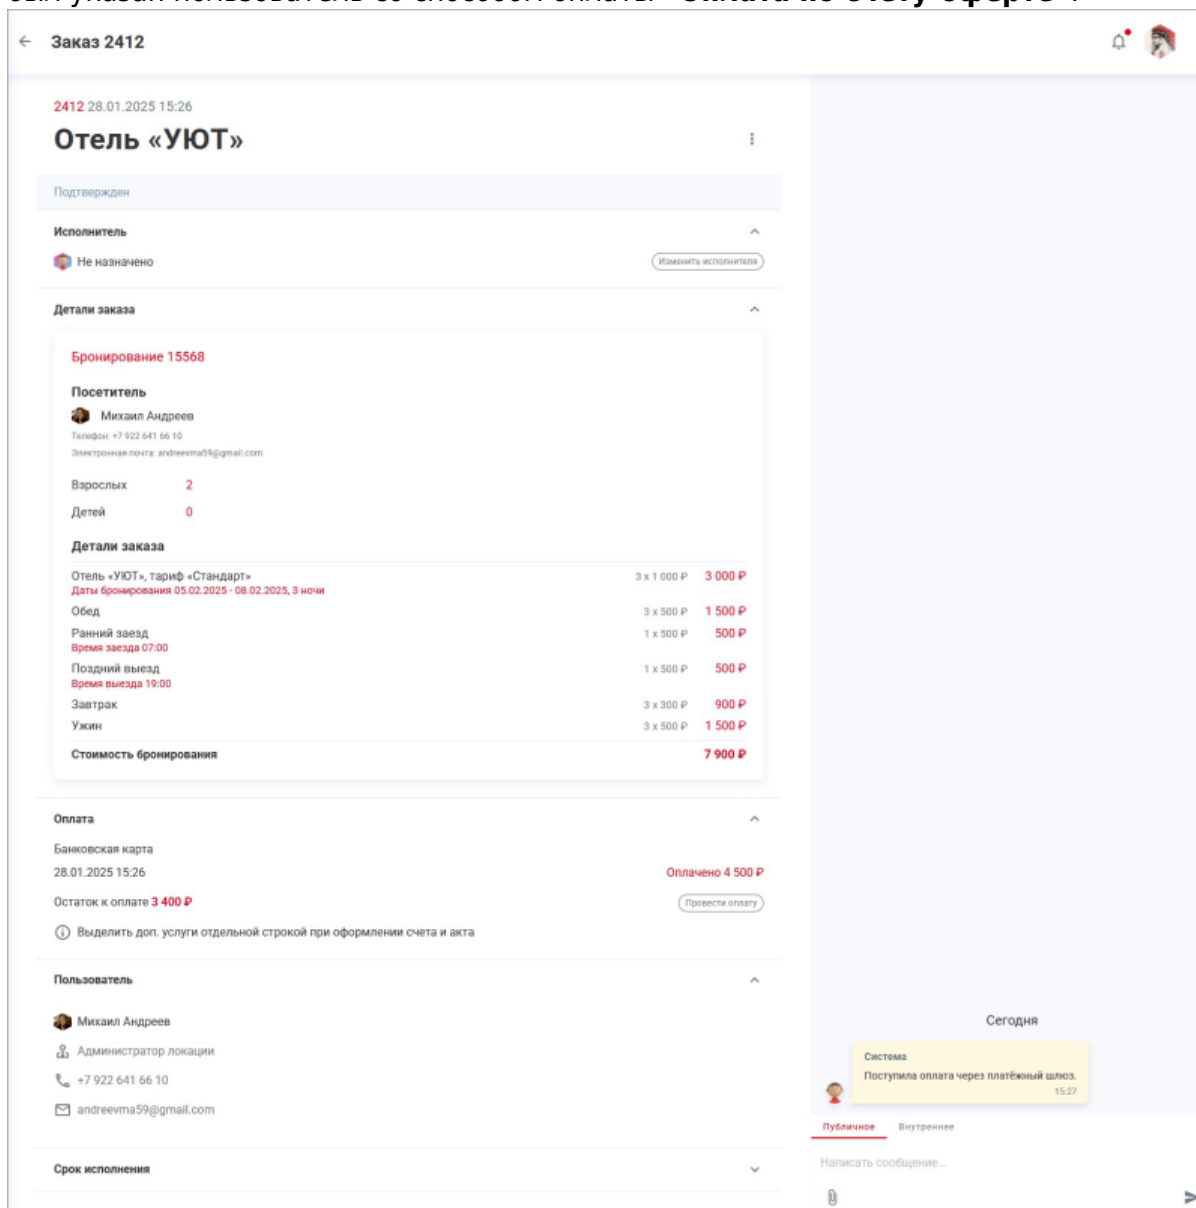 Заказ 2412
2412 28.01.2025 15:26
Отель «УЮТ»
Подтвержден
Исполнитель
Не назначено
Изменить исполнителя
Детали заказа
Бронирование 15568
Посетитель
Михаил Андреев
Телефон: +7 922 641 66 10
Электронная почта: andreevma59@gmail.com
Взрослых 2
Детей 0
Детали заказа
Отель «УЮТ», тариф «Стандарт» 3 x 1 000 ₽ 3 000 ₽
Даты бронирования 05.02.2025 - 08.02.2025, 3 ночи
Обед 3 x 500 ₽ 1 500 ₽
Ранний заезд 1 x 500 ₽ 500 ₽
Время заезда 07:00
Поздний выезд 1 x 500 ₽ 500 ₽
Время выезда 19:00
Завтрак 3 x 300 ₽ 900 ₽
Ужин 3 x 500 ₽ 1 500 ₽
Стоимость бронирования 7 900 ₽
Оплата
Банковская карта
28.01.2025 15:26 Оплачено 4 500 ₽
Остаток к оплате 3 400 ₽ Провести оплату
Выделить доп. услуги отдельной строкой при оформлении счета и акта
Пользователь
Михаил Андреев
Администратор локации
+7 922 641 66 10
andreevma59@gmail.com
Срок исполнения
Сегодня
Система
Поступила оплата через платёжный шлюз.
15:27
Публичное Внутреннее
Написать сообщение...